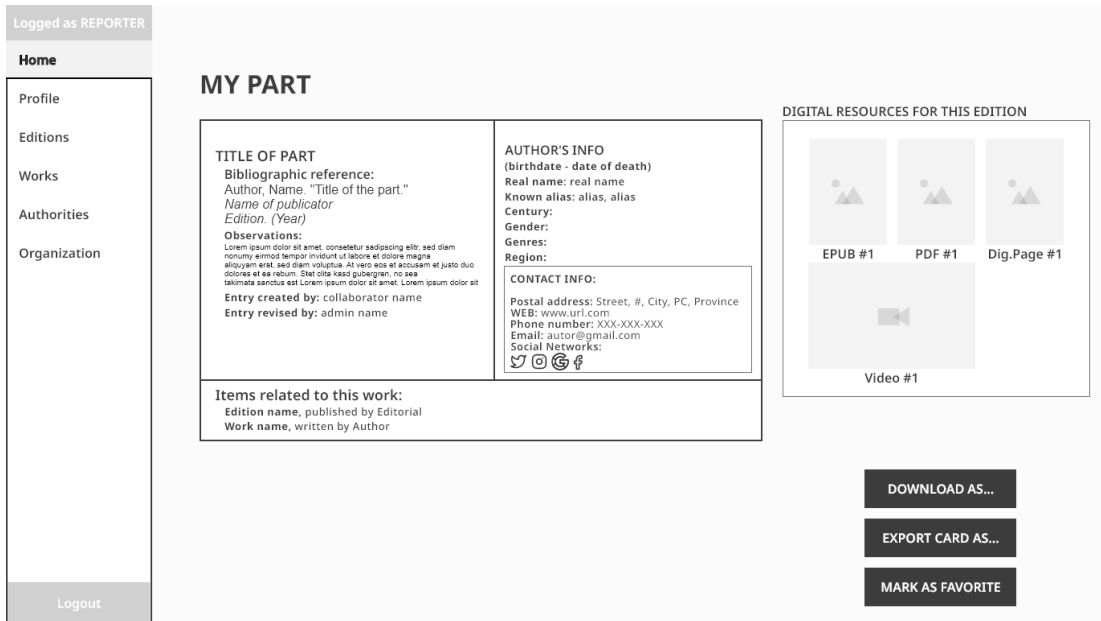 Logged as REPORTER
Home
Profile
Editions
Works
Authorities
Organization
Logout
MY PART
TITLE OF PART
Bibliographic reference:
Author, Name. "Title of the part."
Name of publicator
Edition. (Year)
Observations:
Lorem ipsum dolor sit amet, consetetur sadipscing elitr, sed diam
nonumy eirmod tempor invidunt ut labore et dolore magna
aliquyam erat, sed diam voluptua. At vero eos et accusam et justo duo
dolores et ea rebum. Stet clita kasd gubergren, no sea
takimata sanctus est Lorem ipsum dolor sit amet. Lorem ipsum dolor sit
Entry created by: collaborator name
Entry revised by: admin name
AUTHOR'S INFO
(birthdate - date of death)
Real name: real name
Known alias: alias, alias
Century:
Gender:
Genres:
Region:
CONTACT INFO:
Postal address: Street, #, City, PC, Province
WEB: www.url.com
Phone number: XXX-XXX-XXX
Email: autor@gmail.com
Social Networks:
Items related to this work:
Edition name, published by Editorial
Work name, written by Author
DIGITAL RESOURCES FOR THIS EDITION
EPUB #1
PDF #1
Dig.Page #1
Video #1
DOWNLOAD AS...
EXPORT CARD AS...
MARK AS FAVORITE